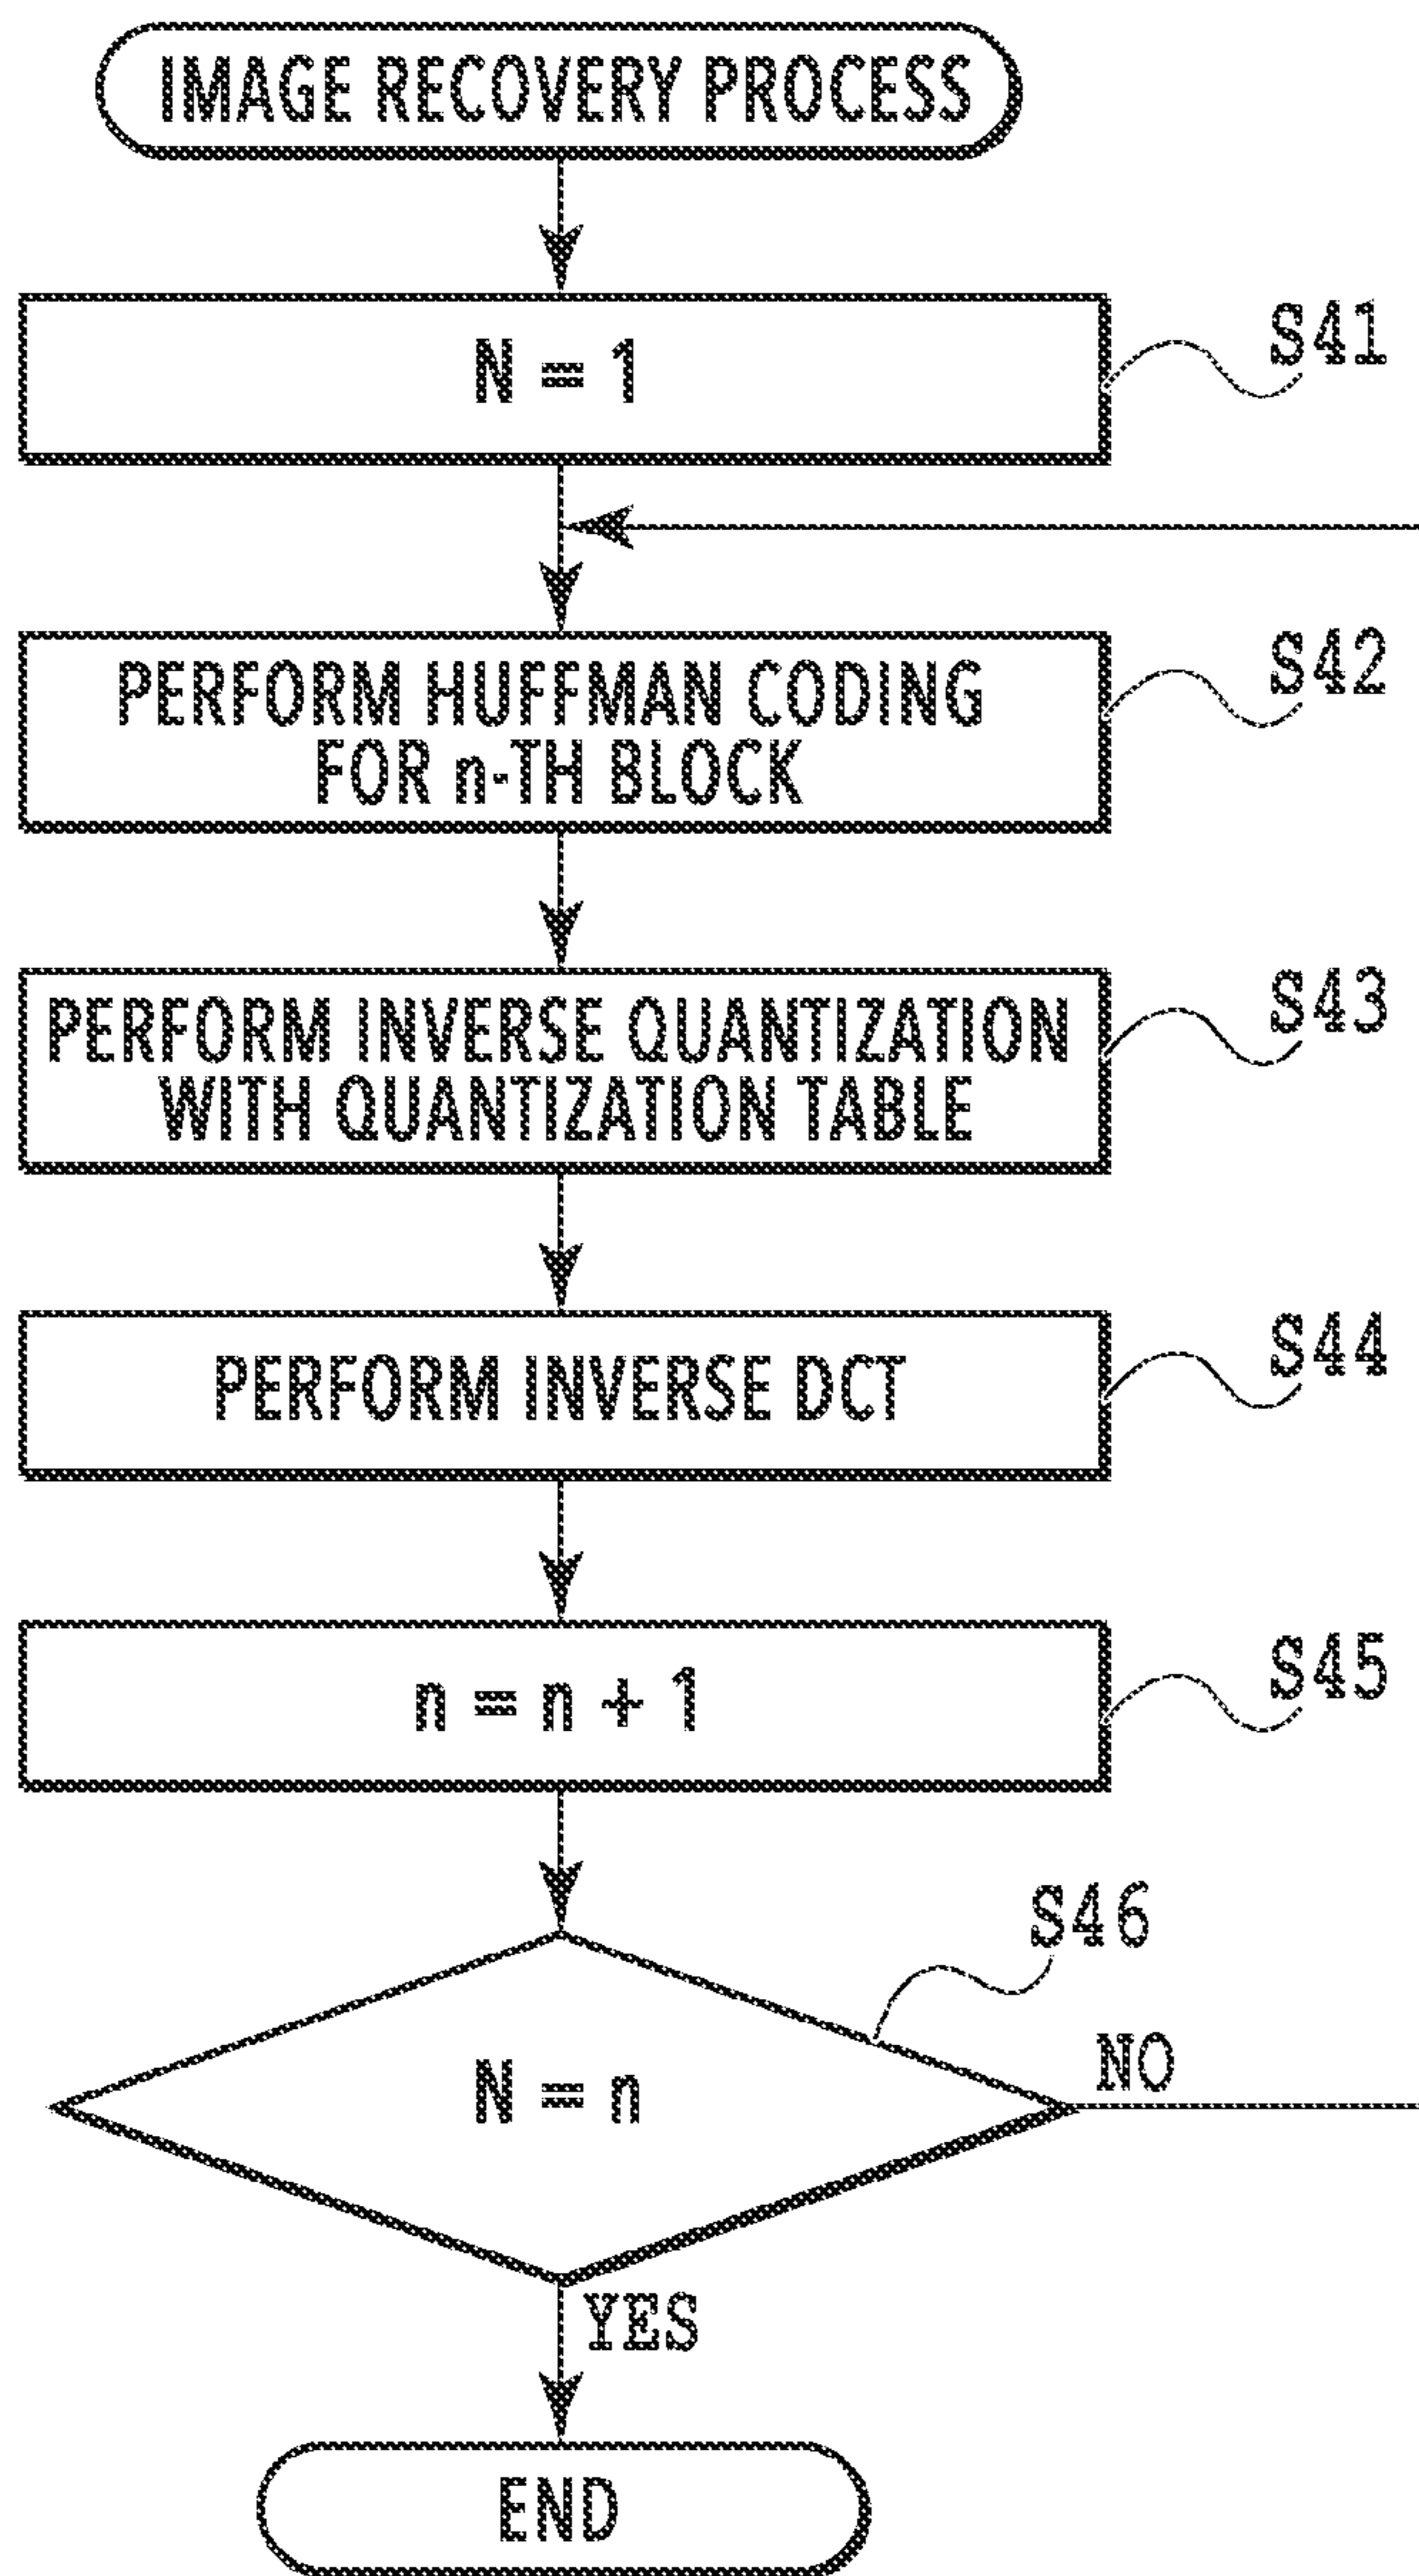 IMAGE RECOVERY PROCESS
N = 1
S41
PERFORM HUFFMAN CODING
FOR n-TH BLOCK
S42
PERFORM INVERSE QUANTIZATION
WITH QUANTIZATION TABLE
S43
PERFORM INVERSE DCT
S44
n = n + 1
S45
S46
N = n
NO
YES
END